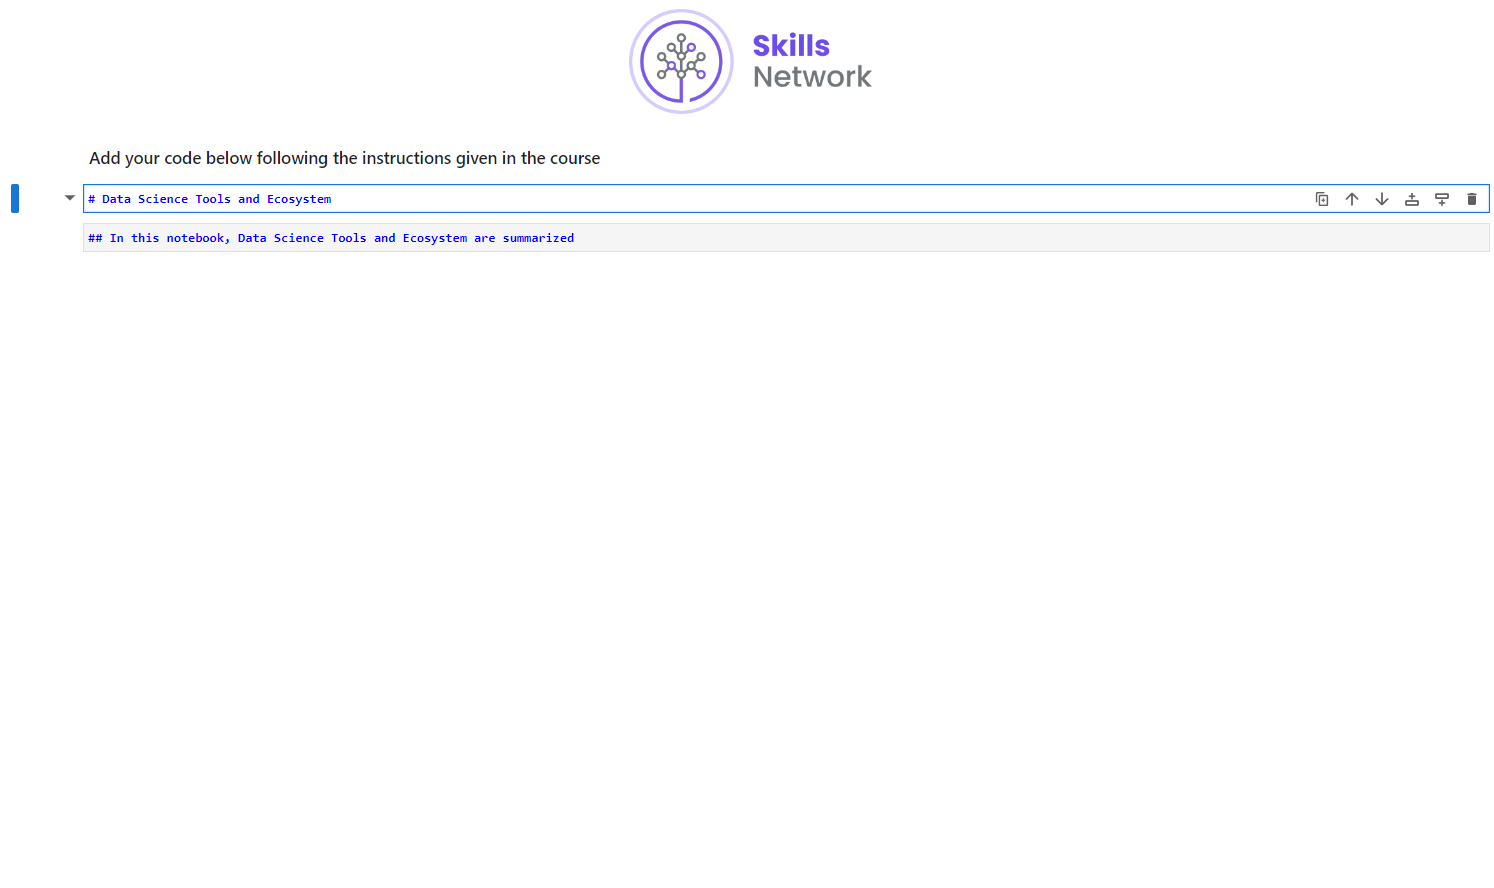 Skills
Network
Add your code below following the instructions given in the course
# Data Science Tools and Ecosystem
## In this notebook, Data Science Tools and Ecosystem are summarized